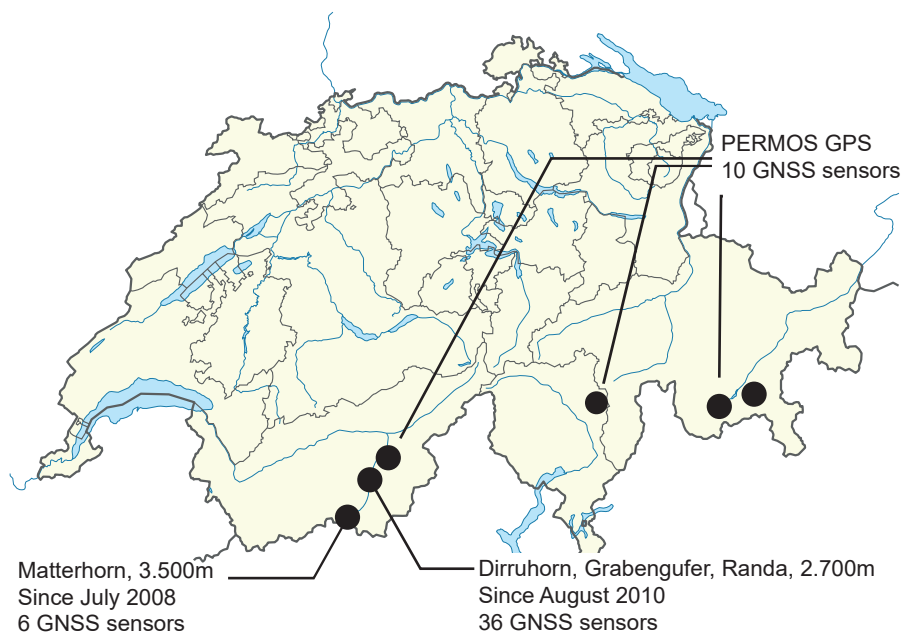 PERMOS GPS
10 GNSS sensors
Matterhorn, 3.500m
Since July 2008
6 GNSS sensors
Dirruhorn, Grabengufer, Randa, 2.700m
Since August 2010
36 GNSS sensors